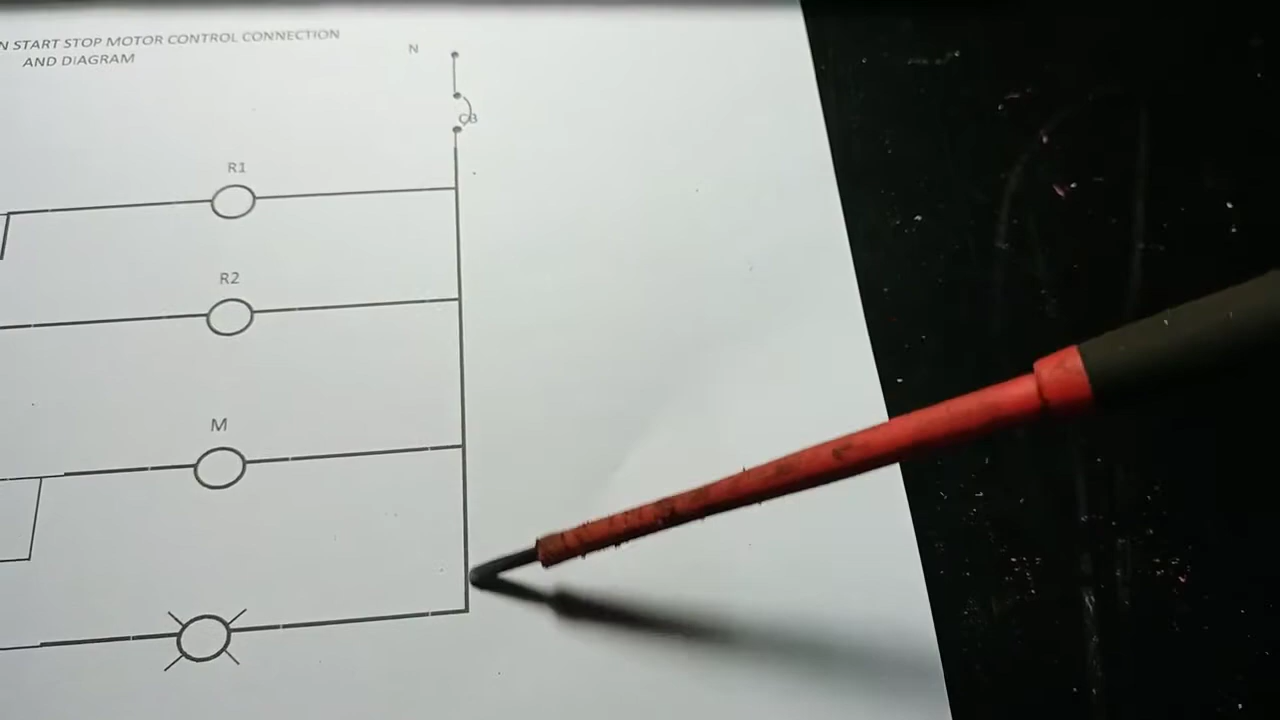 N START STOP MOTOR CONTROL CONNECTION
AND DIAGRAM
N
CB
R1
R2
M